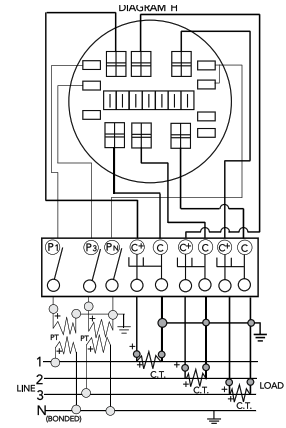 DIAGRAM H
P1 P3 PN C+ C C+ C C+ C
+ + +
PT PT
+ +
+
1 C.T.
+
2
C.T.
LINE 3 + LOAD
C.T.
N
(BONDED)